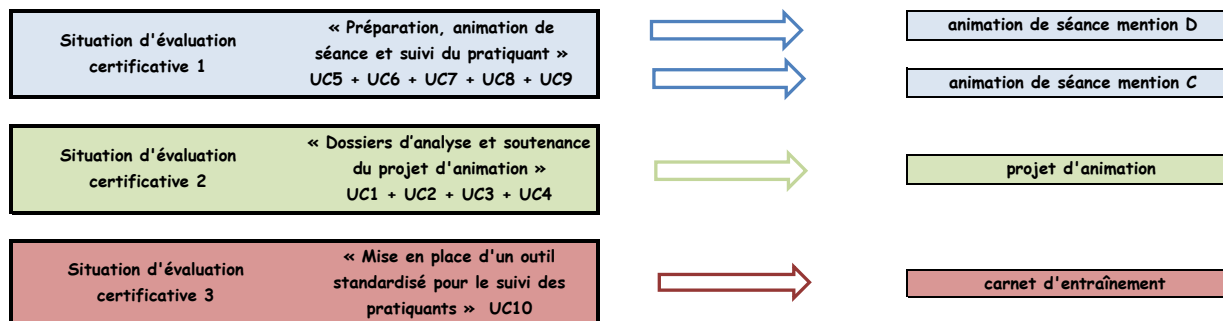 Situation d'évaluation
certificative 1
« Préparation, animation de
séance et suivi du pratiquant »
UC5 + UC6 + UC7 + UC8 + UC9
animation de séance mention D
animation de séance mention C
Situation d'évaluation
certificative 2
« Dossiers d'analyse et soutenance
du projet d'animation »
UC1 + UC2 + UC3 + UC4
projet d'animation
Situation d'évaluation
certificative 3
« Mise en place d'un outil
standardisé pour le suivi des
pratiquants » UC10
carnet d'entraînement